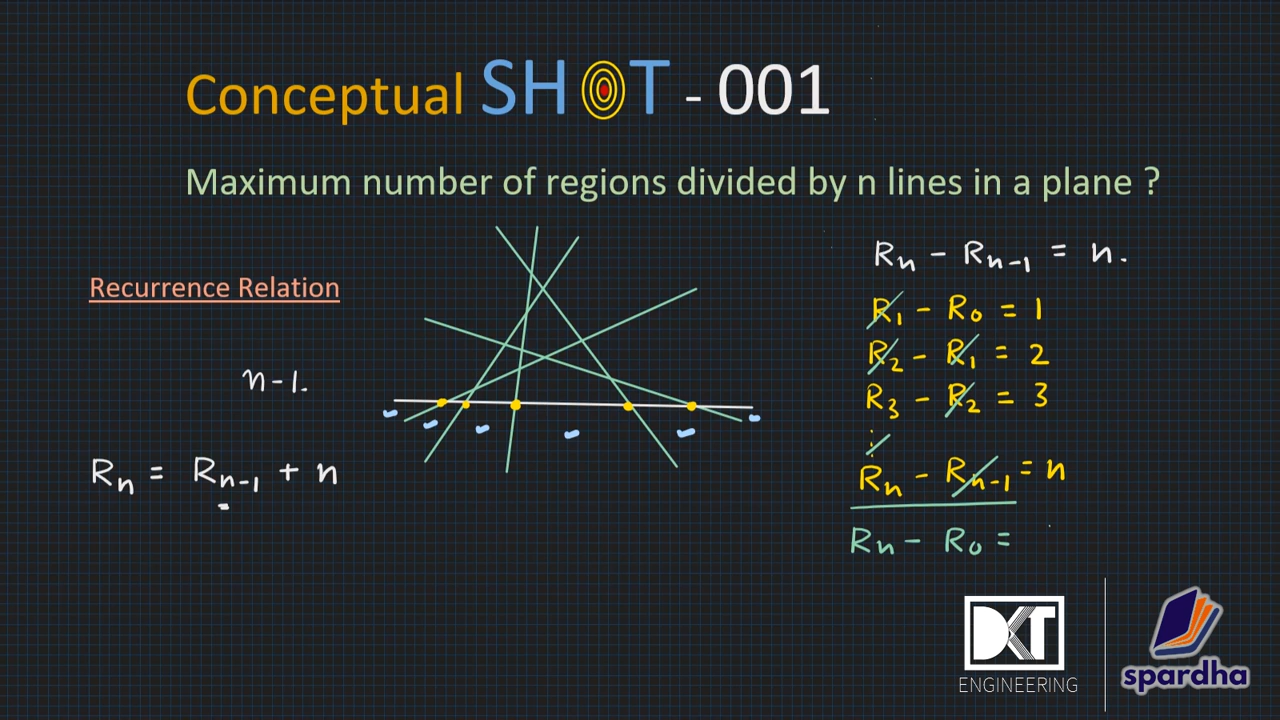 Conceptual SHOT - 001
Maximum number of regions divided by n lines in a plane ?
Recurrence Relation
n-1.
Rn = Rn-1 + n
Rn - Rn-1 = n.
R1 - R0 = 1
R2 - R1 = 2
R3 - R2 = 3
⋮
Rn - Rn-1 = n
Rn - R0 =
DKT
ENGINEERING
spardha